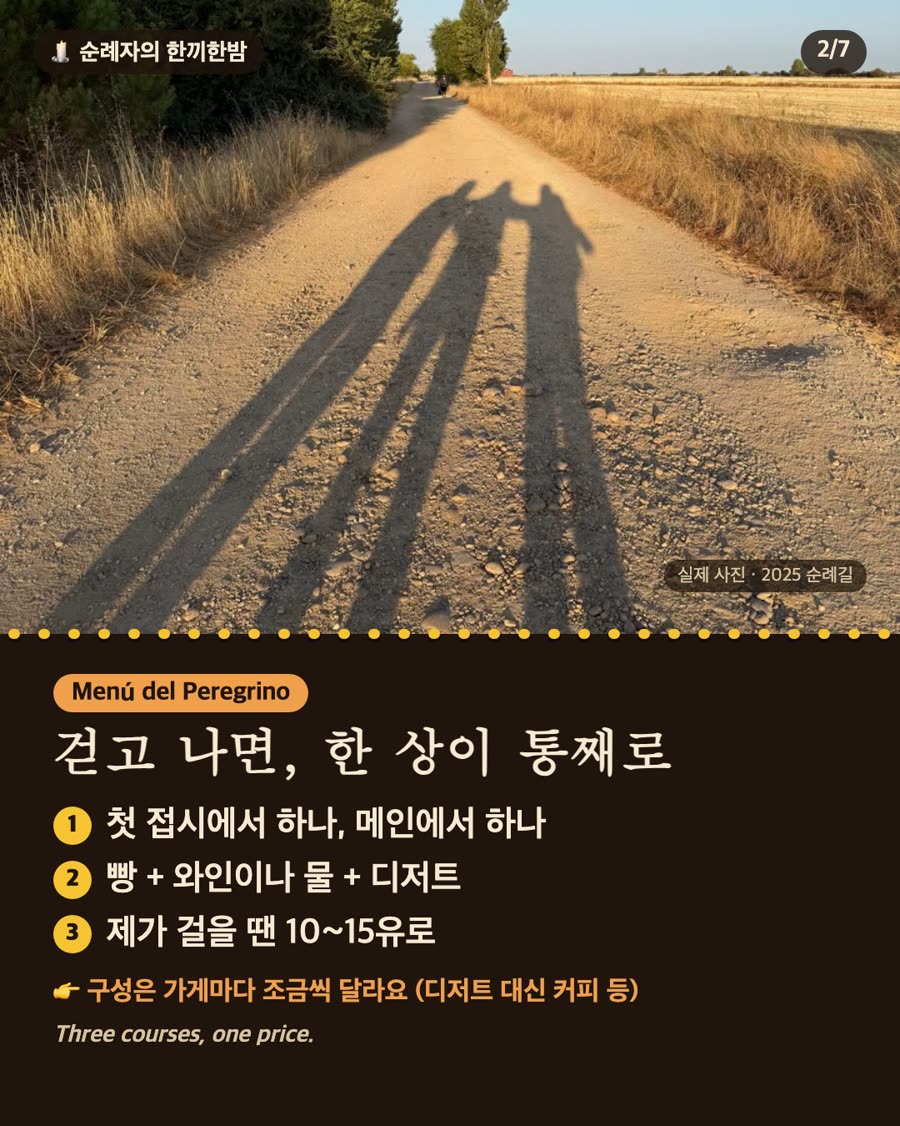 순례자의 한끼한밤
2/7
실제 사진 · 2025 순례길
Menú del Peregrino
걷고 나면, 한 상이 통째로
1 첫 접시에서 하나, 메인에서 하나
2 빵 + 와인이나 물 + 디저트
3 제가 걸을 땐 10~15유로
👉 구성은 가게마다 조금씩 달라요 (디저트 대신 커피 등)
Three courses, one price.